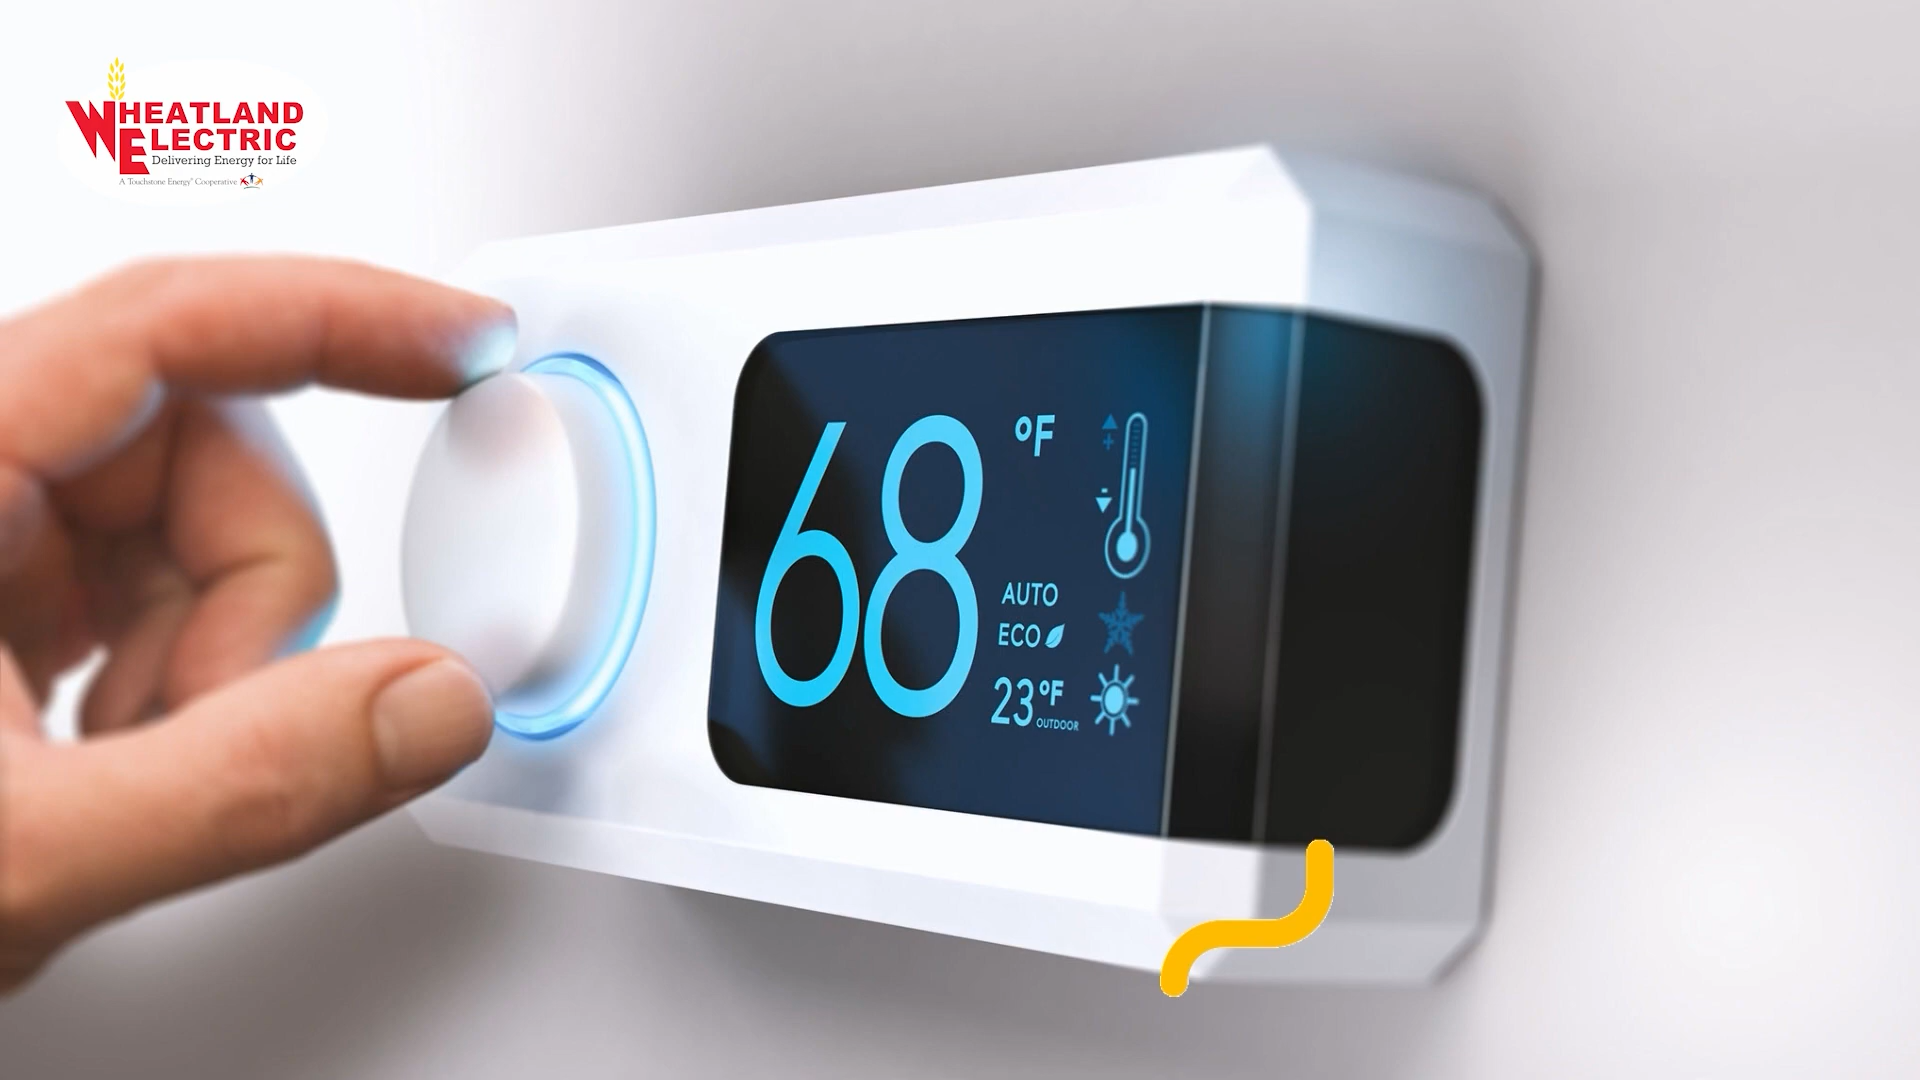 WHEATLAND
ELECTRIC
Delivering Energy for Life
A Touchstone Energy® Cooperative
68 °F
AUTO
ECO
23 °F
OUTDOOR